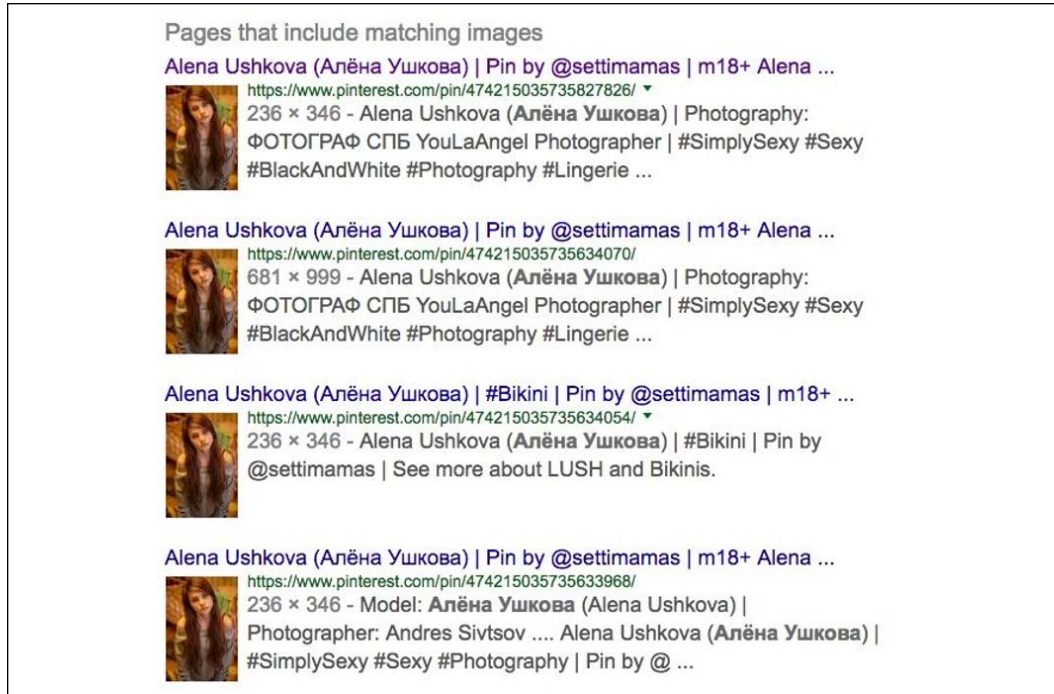 Pages that include matching images
Alena Ushkova (Алёна Ушкова) | Pin by @settimamas | m18+ Alena ...
https://www.pinterest.com/pin/474215035735827826/
236 × 346 - Alena Ushkova (Алёна Ушкова) | Photography:
ФОТОГРАФ СПБ YouLaAngel Photographer | #SimplySexy #Sexy
#BlackAndWhite #Photography #Lingerie ...
Alena Ushkova (Алёна Ушкова) | Pin by @settimamas | m18+ Alena ...
https://www.pinterest.com/pin/474215035735634070/
681 × 999 - Alena Ushkova (Алёна Ушкова) | Photography:
ФОТОГРАФ СПБ YouLaAngel Photographer | #SimplySexy #Sexy
#BlackAndWhite #Photography #Lingerie ...
Alena Ushkova (Алёна Ушкова) | #Bikini | Pin by @settimamas | m18+ ...
https://www.pinterest.com/pin/474215035735634054/
236 × 346 - Alena Ushkova (Алёна Ушкова) | #Bikini | Pin by
@settimamas | See more about LUSH and Bikinis.
Alena Ushkova (Алёна Ушкова) | Pin by @settimamas | m18+ Alena ...
https://www.pinterest.com/pin/474215035735633968/
236 × 346 - Model: Алёна Ушкова (Alena Ushkova) |
Photographer: Andres Sivtsov .... Alena Ushkova (Алёна Ушкова) |
#SimplySexy #Sexy #Photography | Pin by @ ...